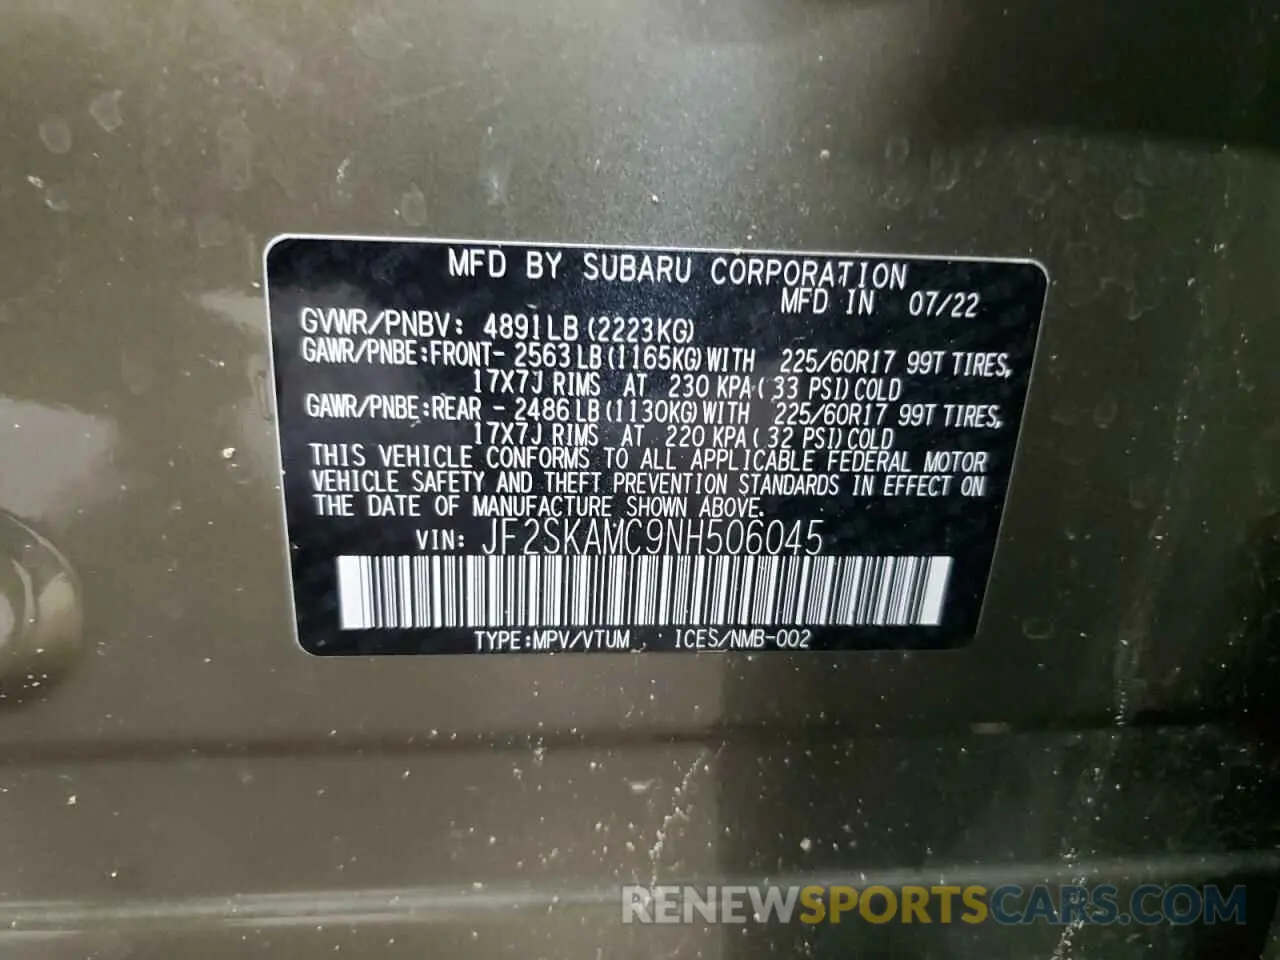 MFD BY SUBARU CORPORATION
MFD IN 07/22
GVWR/PNBV: 4891LB (2223KG)
GAWR/PNBE:FRONT- 2563LB(1165KG)WITH 225/60R17 99T TIRES,
17X7J RIMS AT 230 KPA( 33 PSI)COLD
GAWR/PNBE:REAR - 2486LB(1130KG)WITH 225/60R17 99T TIRES,
17X7J RIMS AT 220 KPA( 32 PSI)COLD
THIS VEHICLE CONFORMS TO ALL APPLICABLE FEDERAL MOTOR
VEHICLE SAFETY AND THEFT PREVENTION STANDARDS IN EFFECT ON
THE DATE OF MANUFACTURE SHOWN ABOVE.
VIN: JF2SKAMC9NH506045
TYPE:MPV/VTUM ICES/NMB-002
RENEWSPORTSCARS.COM